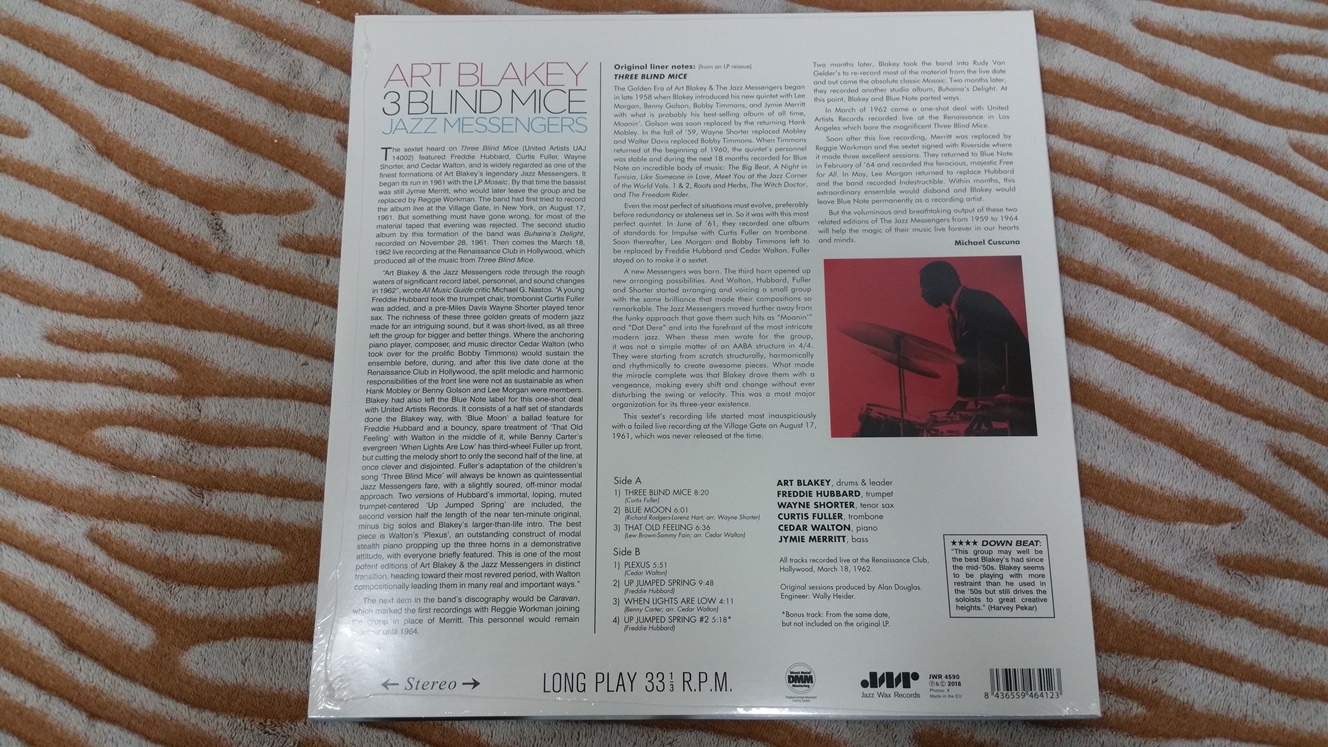 ART BLAKEY
3 BLIND MICE
JAZZ MESSENGERS
The sextet heard on Three Blind Mice (United Artists UAJ
14002) featured Freddie Hubbard, Curtis Fuller, Wayne
Shorter, and Cedar Walton, and is widely regarded as one of the
finest formations of Art Blakey's legendary Jazz Messengers. It
began its run in 1961 with the LP Mosaic. By that time the bassist
was still Jymie Merritt, who would later leave the group and be
replaced by Reggie Workman. The band had first tried to record
the album live at the Village Gate, in New York, on August 17,
1961. But something must have gone wrong, for most of the
material taped that evening was rejected. The second studio
album by this formation of the band was Buhaina's Delight,
recorded on November 28, 1961. Then comes the March 18,
1962 live recording at the Renaissance Club in Hollywood, which
produced all of the music from Three Blind Mice.
"Art Blakey & the Jazz Messengers rode through the rough
waters of significant record label, personnel, and sound changes
in 1962", wrote All Music Guide critic Michael G. Nastos. "A young
Freddie Hubbard took the trumpet chair, trombonist Curtis Fuller
was added, and a pre-Miles Davis Wayne Shorter played tenor
sax. The richness of these three golden greats of modern jazz
made for an intriguing sound, but it was short-lived, as all three
left the group for bigger and better things. Where the anchoring
piano player, composer, and music director Cedar Walton (who
took over for the prolific Bobby Timmons) would sustain the
ensemble before, during, and after this live date done at the
Renaissance Club in Hollywood, the split melodic and harmonic
responsibilities of the front line were not as sustainable as when
Hank Mobley or Benny Golson and Lee Morgan were members.
Blakey had also left the Blue Note label for this one-shot deal
with United Artists Records. It consists of a half set of standards
done the Blakey way, with 'Blue Moon' a ballad feature for
Freddie Hubbard and a bouncy, spare treatment of 'That Old
Feeling' with Walton in the middle of it, while Benny Carter's
evergreen 'When Lights Are Low' has third-wheel Fuller up front,
but cutting the melody short to only the second half of the line, at
once clever and disjointed. Fuller's adaptation of the children's
song 'Three Blind Mice' will always be known as quintessential
Jazz Messengers fare, with a slightly soured, off-minor modal
approach. Two versions of Hubbard's immortal, loping, muted
trumpet-centered 'Up Jumped Spring' are included, the
second version half the length of the near ten-minute original,
minus big solos and Blakey's larger-than-life intro. The best
piece is Walton's 'Plexus', an outstanding construct of modal
stealth piano propping up the three horns in a demonstrative
attitude, with everyone briefly featured. This is one of the most
potent editions of Art Blakey & the Jazz Messengers in distinct
transition, heading toward their most revered period, with Walton
compositionally leading them in many real and important ways."
The next item in the band's discography would be Caravan,
which marked the first recordings with Reggie Workman joining
the group in place of Merritt. This personnel would remain
together until 1964.
Original liner notes: (from an LP reissue)
THREE BLIND MICE
The Golden Era of Art Blakey & The Jazz Messengers began
in late 1958 when Blakey introduced his new quintet with Lee
Morgan, Benny Golson, Bobby Timmons, and Jymie Merritt
with what is probably his best-selling album of all time,
Moanin'. Golson was soon replaced by the returning Hank
Mobley. In the fall of '59, Wayne Shorter replaced Mobley
and Walter Davis replaced Bobby Timmons. When Timmons
returned at the beginning of 1960, the quintet's personnel
was stable and during the next 18 months recorded for Blue
Note an incredible body of music: The Big Beat, A Night in
Tunisia, Like Someone in Love, Meet You at the Jazz Corner
of the World Vols. 1 & 2, Roots and Herbs, The Witch Doctor,
and The Freedom Rider.
Even the most perfect of situations must evolve, preferably
before redundancy or staleness set in. So it was with this most
perfect quintet. In June of '61, they recorded one album
of standards for Impulse with Curtis Fuller on trombone.
Soon thereafter, Lee Morgan and Bobby Timmons left to
be replaced by Freddie Hubbard and Cedar Walton. Fuller
stayed on to make it a sextet.
A new Messengers was born. The third horn opened up
new arranging possibilities. And Walton, Hubbard, Fuller
and Shorter started arranging and voicing a small group
with the same brilliance that made their compositions so
remarkable. The Jazz Messengers moved further away from
the funky approach that gave them such hits as "Moanin'"
and "Dat Dere" and into the forefront of the most intricate
modern jazz. When these men wrote for the group,
it was not a simple matter of an AABA structure in 4/4.
They were starting from scratch structurally, harmonically
and rhythmically to create awesome pieces. What made
the miracle complete was that Blakey drove them with a
vengeance, making every shift and change without ever
disturbing the swing or velocity. This was a most major
organization for its three-year existence.
This sextet's recording life started most inauspiciously
with a failed live recording at the Village Gate on August 17,
1961, which was never released at the time.
Two months later, Blakey took the band into Rudy Van
Gelder's to re-record most of the material from the live date
and out came the absolute classic Mosaic. Two months later,
they recorded another studio album, Buhaina's Delight. At
this point, Blakey and Blue Note parted ways.
In March of 1962 came a one-shot deal with United
Artists Records recorded live at the Renaissance in Los
Angeles which bore the magnificent Three Blind Mice.
Soon after this live recording, Merritt was replaced by
Reggie Workman and the sextet signed with Riverside where
it made three excellent sessions. They returned to Blue Note
in February of '64 and recorded the ferocious, majestic Free
for All. In May, Lee Morgan returned to replace Hubbard
and the band recorded Indestructible. Within months, this
extraordinary ensemble would disband and Blakey would
leave Blue Note permanently as a recording artist.
But the voluminous and breathtaking output of these two
related editions of The Jazz Messengers from 1959 to 1964
will help the magic of their music live forever in our hearts
and minds.
Michael Cuscuna
Side A
1) THREE BLIND MICE 8:20
(Curtis Fuller)
2) BLUE MOON 6:01
(Richard Rodgers-Lorenz Hart; arr. Wayne Shorter)
3) THAT OLD FEELING 6:36
(Lew Brown-Sammy Fain; arr. Cedar Walton)
Side B
1) PLEXUS 5:51
(Cedar Walton)
2) UP JUMPED SPRING 9:48
(Freddie Hubbard)
3) WHEN LIGHTS ARE LOW 4:11
(Benny Carter; arr. Cedar Walton)
4) UP JUMPED SPRING #2 5:18*
(Freddie Hubbard)
ART BLAKEY, drums & leader
FREDDIE HUBBARD, trumpet
WAYNE SHORTER, tenor sax
CURTIS FULLER, trombone
CEDAR WALTON, piano
JYMIE MERRITT, bass
All tracks recorded live at the Renaissance Club,
Hollywood, March 18, 1962.
Original sessions produced by Alan Douglas.
Engineer: Wally Heider.
*Bonus track: From the same date,
but not included on the original LP.
★★★★ DOWN BEAT:
"This group may well be
the best Blakey's had since
the mid-'50s. Blakey seems
to be playing with more
restraint than he used in
the '50s but still drives the
soloists to great creative
heights." (Harvey Pekar)
← Stereo →
LONG PLAY 33 1/3 R.P.M.
DMM
Jazz Wax Records
JWR 4590
℗ & © 2018
Made in the EU
8 436559 464123